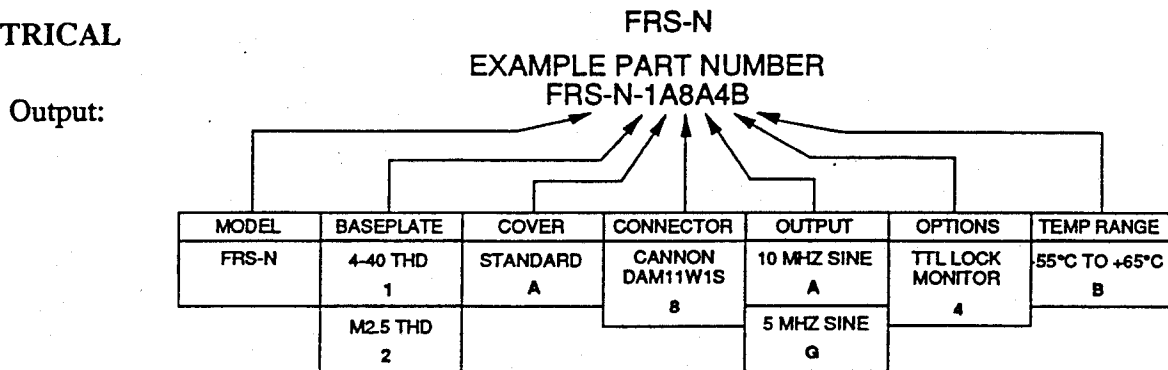 TRICAL
Output:
FRS-N
EXAMPLE PART NUMBER
FRS-N-1A8A4B
MODEL BASEPLATE COVER CONNECTOR OUTPUT OPTIONS TEMP RANGE
FRS-N
4-40 THD
1
M2.5 THD
2
STANDARD
A
CANNON
DAM11W1S
8
10 MHZ SINE
A
5 MHZ SINE
G
TTL LOCK
MONITOR
4
-55°C TO +65°C
B